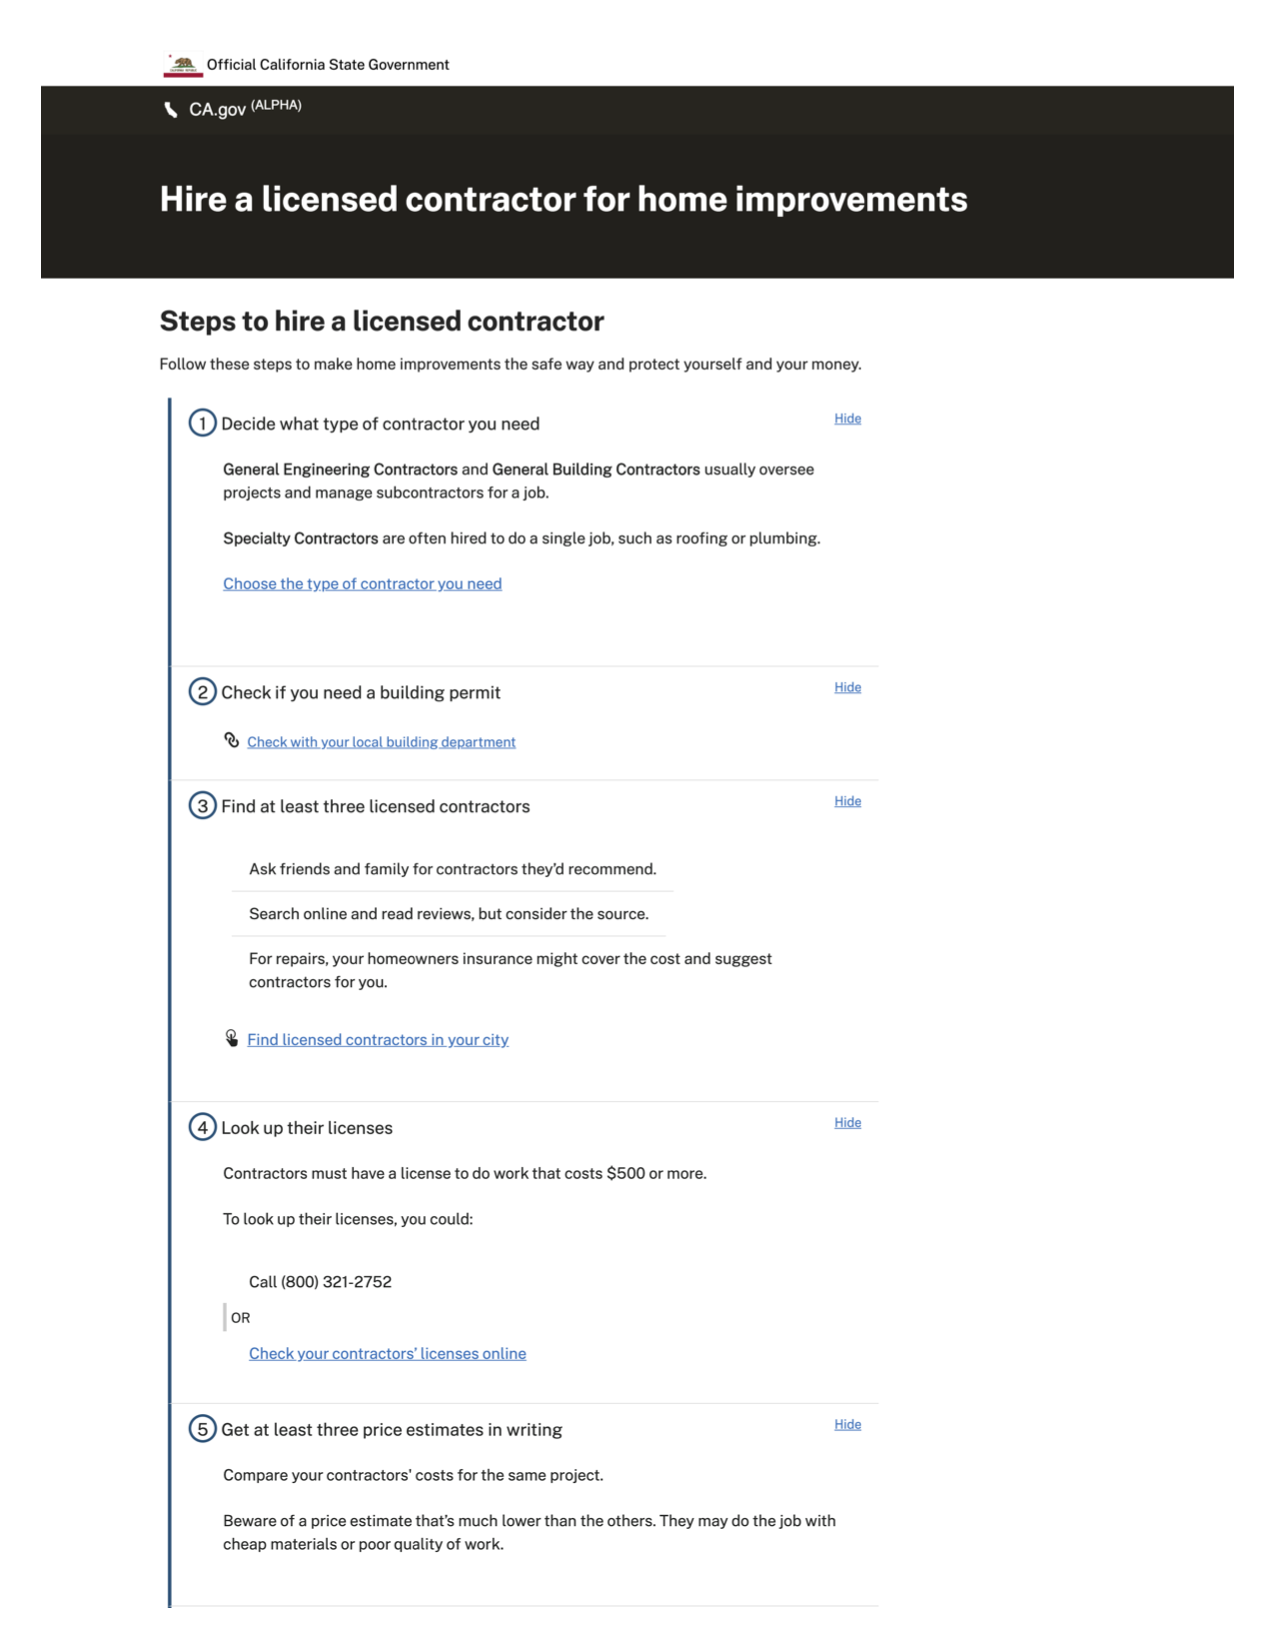 Official California State Government
CA.gov (ALPHA)
Hire a licensed contractor for home improvements
Steps to hire a licensed contractor
Follow these steps to make home improvements the safe way and protect yourself and your money.
1 Decide what type of contractor you need
Hide
General Engineering Contractors and General Building Contractors usually oversee
projects and manage subcontractors for a job.
Specialty Contractors are often hired to do a single job, such as roofing or plumbing.
Choose the type of contractor you need
2 Check if you need a building permit
Hide
Check with your local building department
3 Find at least three licensed contractors
Hide
Ask friends and family for contractors they’d recommend.
Search online and read reviews, but consider the source.
For repairs, your homeowners insurance might cover the cost and suggest
contractors for you.
Find licensed contractors in your city
4 Look up their licenses
Hide
Contractors must have a license to do work that costs $500 or more.
To look up their licenses, you could:
Call (800) 321-2752
OR
Check your contractors’ licenses online
5 Get at least three price estimates in writing
Hide
Compare your contractors' costs for the same project.
Beware of a price estimate that’s much lower than the others. They may do the job with
cheap materials or poor quality of work.